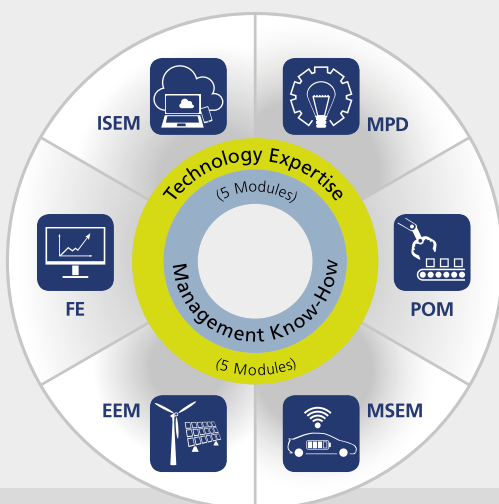 ISEM
MPD
Technology Expertise
(5 Modules)
FE
POM
Management Know-How
(5 Modules)
EEM
MSEM